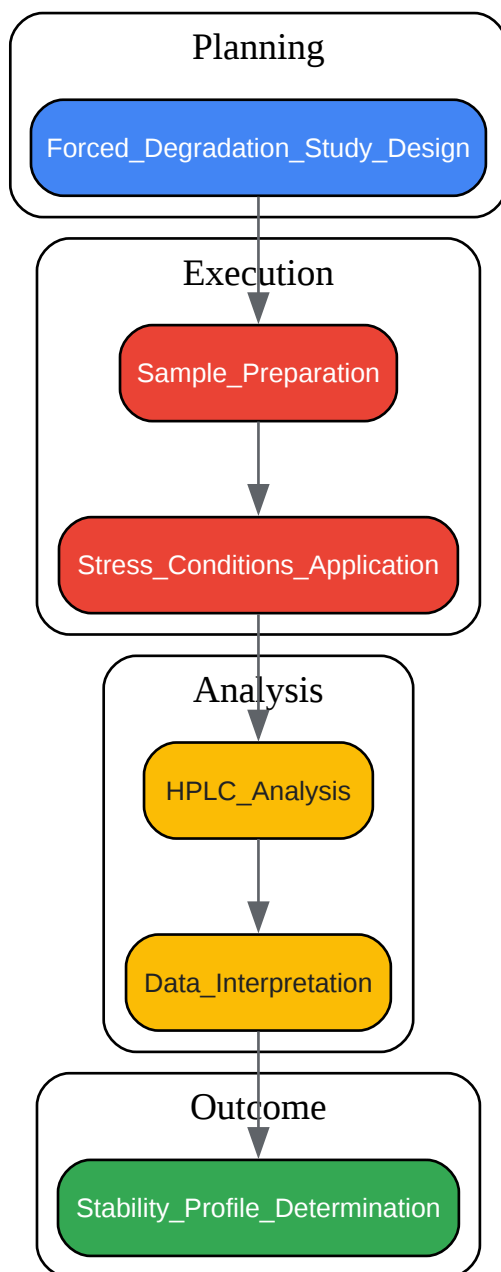 Planning
Forced_Degradation_Study_Design
Execution
Sample_Preparation
Stress_Conditions_Application
Analysis
HPLC_Analysis
Data_Interpretation
Outcome
Stability_Profile_Determination